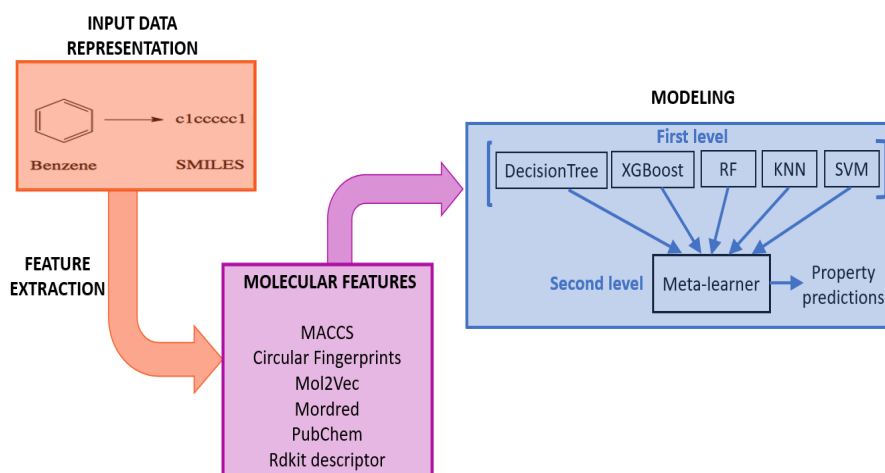 INPUT DATA
REPRESENTATION
c1ccccc1
Benzene
SMILES
FEATURE
EXTRACTION
MOLECULAR FEATURES
MACCS
Circular Fingerprints
Mol2Vec
Mordred
PubChem
Rdkit descriptor
MODELING
First level
DecisionTree
XGBoost
RF
KNN
SVM
Second level
Meta-learner
Property
predictions